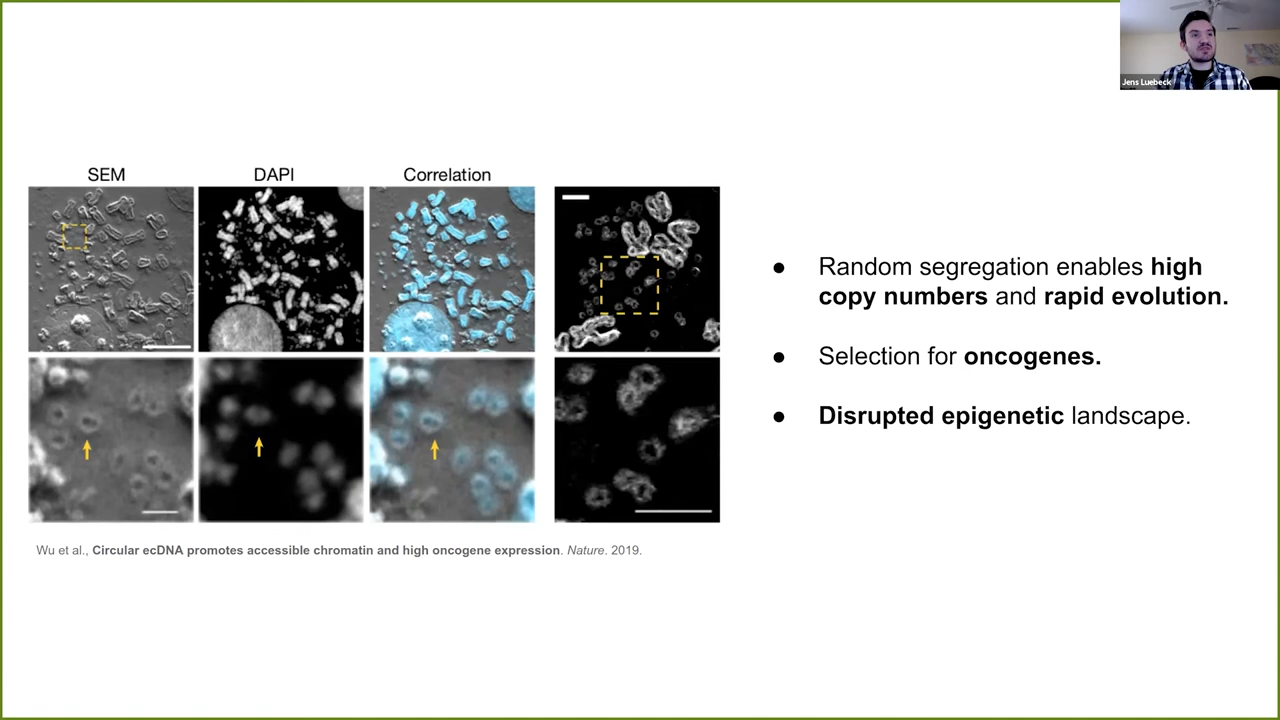 Jens Luebeck
SEM
DAPI
Correlation
● Random segregation enables high
copy numbers and rapid evolution.
● Selection for oncogenes.
● Disrupted epigenetic landscape.
Wu et al., Circular ecDNA promotes accessible chromatin and high oncogene expression. Nature. 2019.